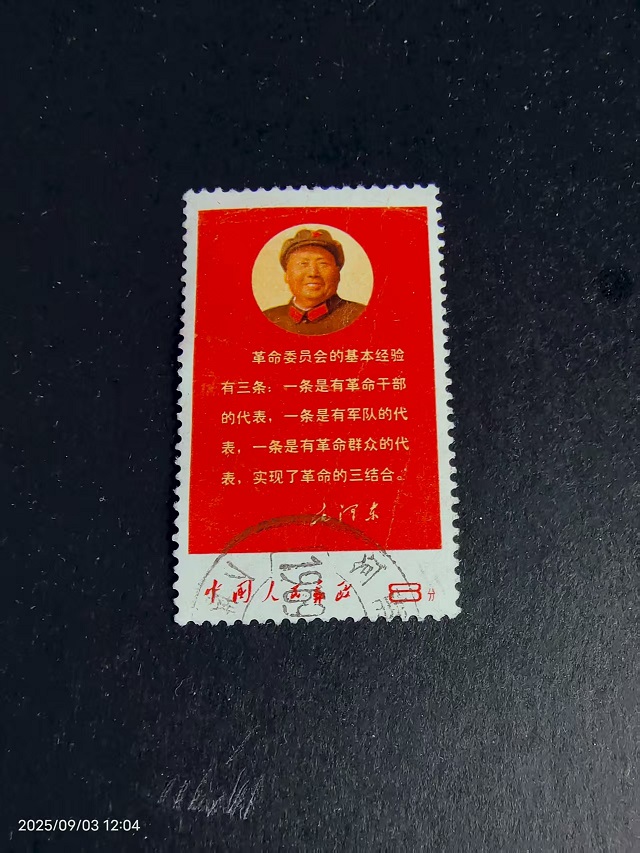 革命委员会的基本经验
有三条：一条是有革命干部
的代表，一条是有军队的代
表，一条是有革命群众的代
表，实现了革命的三结合。
毛泽东
中国人民邮政 8分
河
1969
2025/09/03 12:04